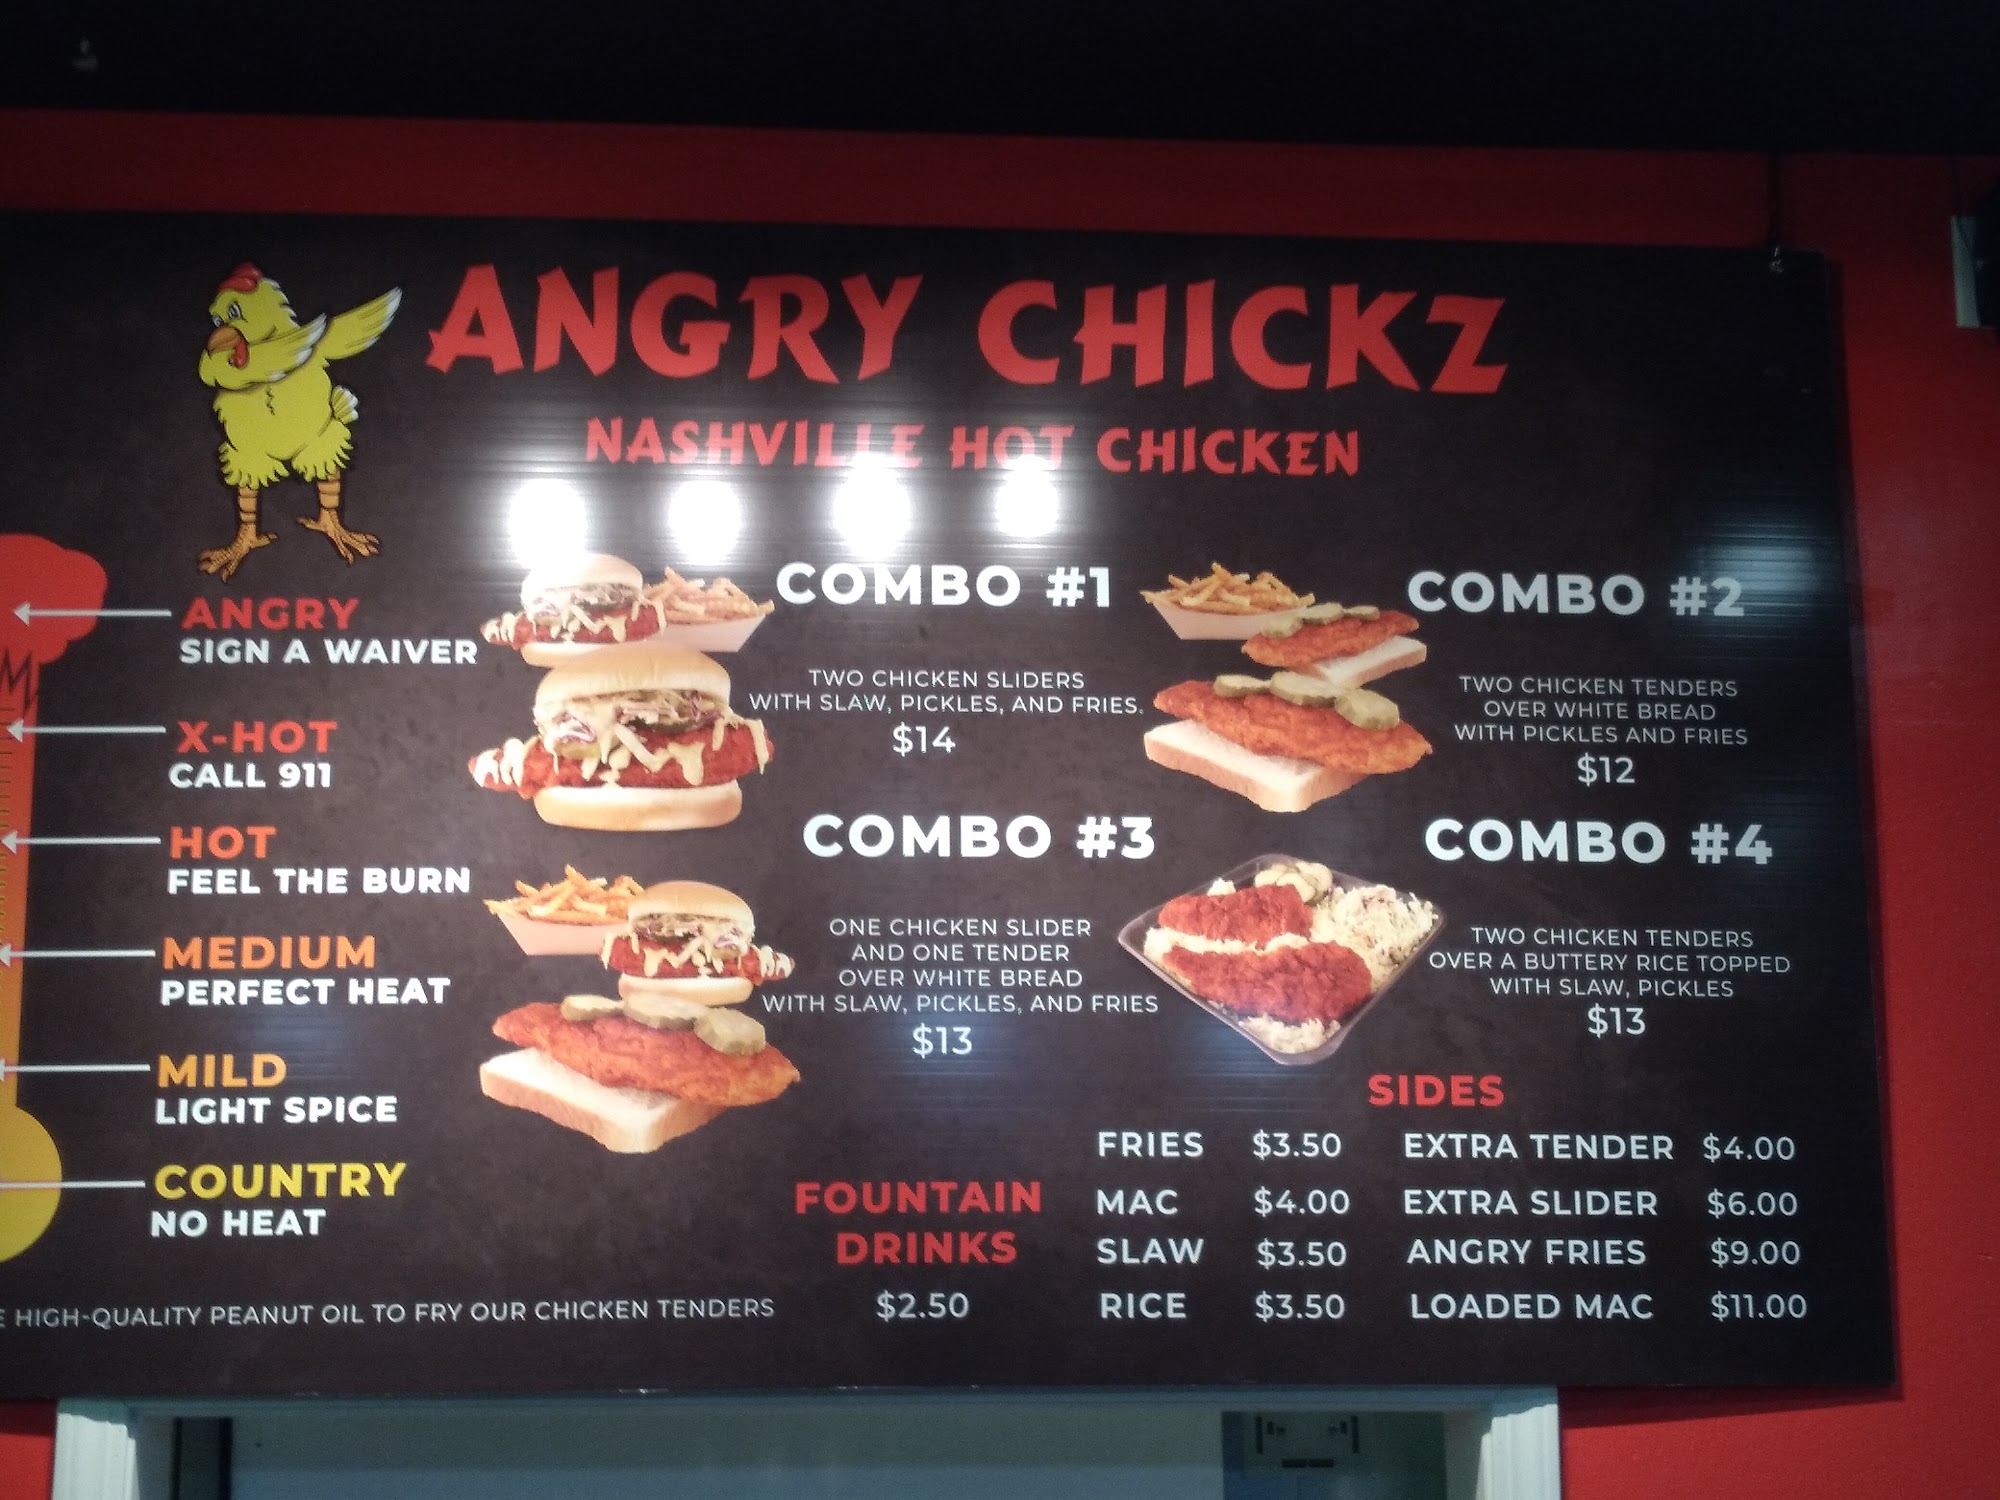 ANGRY CHICKZ
NASHVILLE HOT CHICKEN
ANGRY
SIGN A WAIVER
X-HOT
CALL 911
HOT
FEEL THE BURN
MEDIUM
PERFECT HEAT
MILD
LIGHT SPICE
COUNTRY
NO HEAT
COMBO #1
TWO CHICKEN SLIDERS
WITH SLAW, PICKLES, AND FRIES.
$14
COMBO #2
TWO CHICKEN TENDERS
OVER WHITE BREAD
WITH PICKLES AND FRIES
$12
COMBO #3
ONE CHICKEN SLIDER
AND ONE TENDER
OVER WHITE BREAD
WITH SLAW, PICKLES, AND FRIES
$13
COMBO #4
TWO CHICKEN TENDERS
OVER A BUTTERY RICE TOPPED
WITH SLAW, PICKLES
$13
SIDES
FRIES $3.50 EXTRA TENDER $4.00
MAC $4.00 EXTRA SLIDER $6.00
SLAW $3.50 ANGRY FRIES $9.00
RICE $3.50 LOADED MAC $11.00
FOUNTAIN
DRINKS
$2.50
HIGH-QUALITY PEANUT OIL TO FRY OUR CHICKEN TENDERS